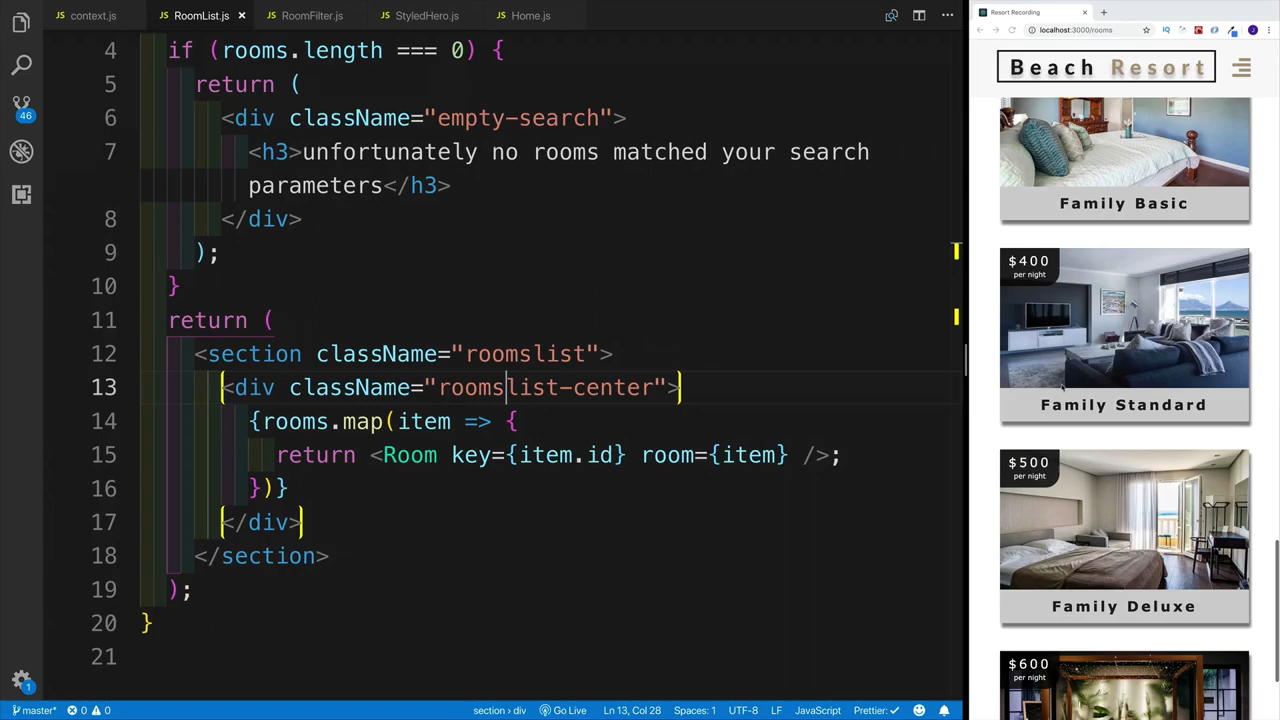 context.js
RoomList.js
RoomFilter.js
StyledHero.js
Home.js
4 if (rooms.length === 0) {
5 return (
6 <div className="empty-search">
7 <h3>unfortunately no rooms matched your search
parameters</h3>
8 </div>
9 );
10 }
11 return (
12 <section className="roomslist">
13 <div className="roomslist-center">
14 {rooms.map(item => {
15 return <Room key={item.id} room={item} />;
16 })}
17 </div>
18 </section>
19 );
20 }
21
46
1
master*
0
0
section › div
Go Live
Ln 13, Col 28
Spaces: 1
UTF-8
LF
JavaScript
Prettier: ✓
Resort Recording
localhost:3000/rooms
Beach Resort
Family Basic
$400
per night
Family Standard
$500
per night
Family Deluxe
$600
per night